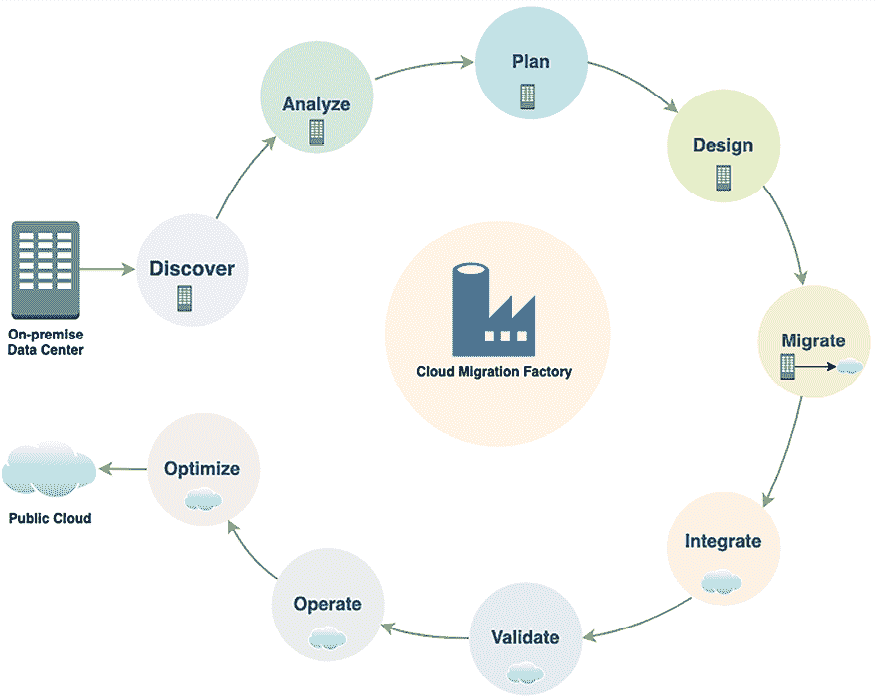 On-premise
Data Center
Discover
Analyze
Plan
Design
Migrate
Integrate
Validate
Operate
Optimize
Public Cloud
Cloud Migration Factory